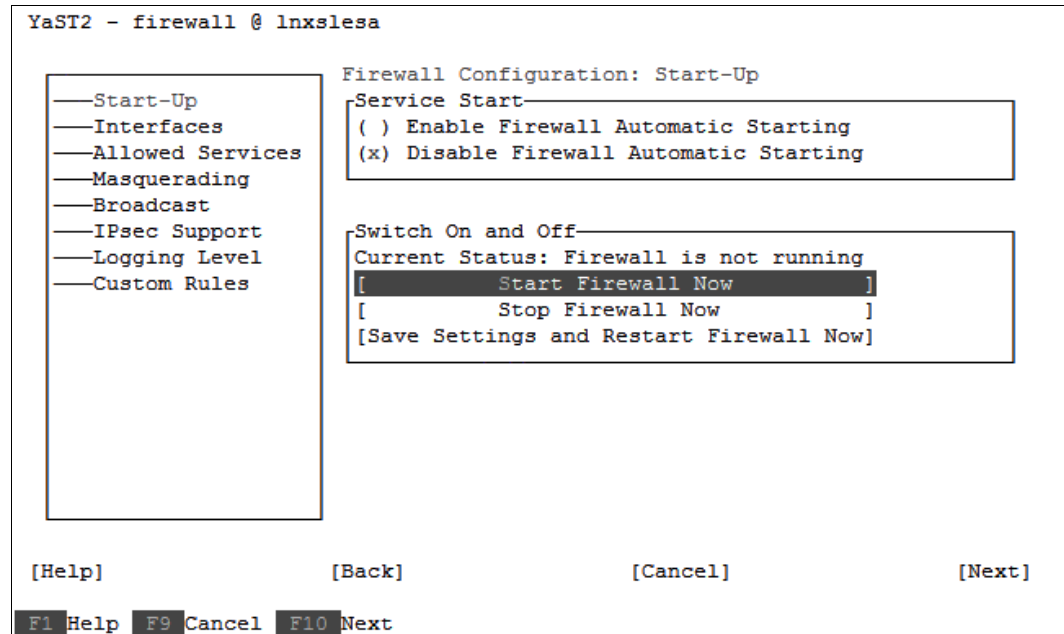 YaST2 - firewall @ lnxslesa
Firewall Configuration: Start-Up
Start-Up
Interfaces
Allowed Services
Masquerading
Broadcast
IPsec Support
Logging Level
Custom Rules
Service Start
( ) Enable Firewall Automatic Starting
(x) Disable Firewall Automatic Starting
Switch On and Off
Current Status: Firewall is not running
[ Start Firewall Now ]
[ Stop Firewall Now ]
[Save Settings and Restart Firewall Now]
[Help] [Back] [Cancel] [Next]
F1 Help F9 Cancel F10 Next